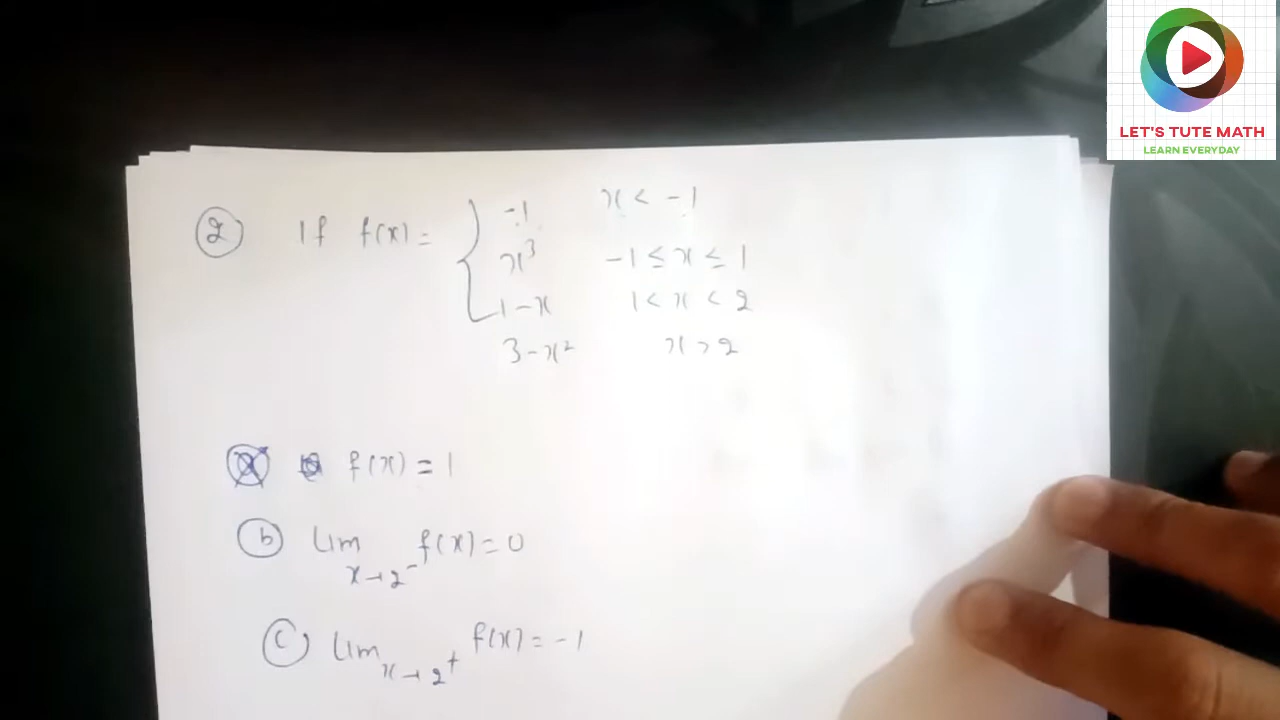 LET'S TUTE MATH
LEARN EVERYDAY
② If f(x) = { -1 x < -1
x³ -1 ≤ x ≤ 1
1-x 1 < x < 2
3-x² x > 2
f(x) = 1
ⓑ Lim x→2⁻ f(x) = 0
ⓒ Lim x→2⁺ f(x) = -1